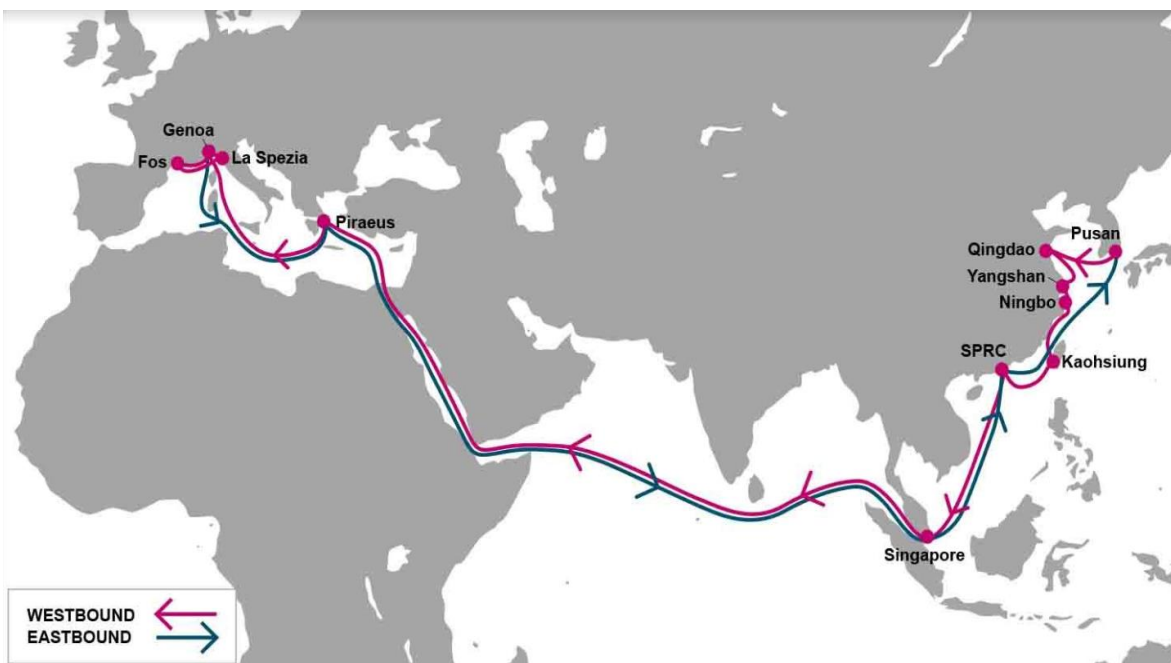 Genoa
Fos
La Spezia
Piraeus
Qingdao
Pusan
Yangshan
Ningbo
SPRC
Kaohsiung
Singapore
WESTBOUND
EASTBOUND